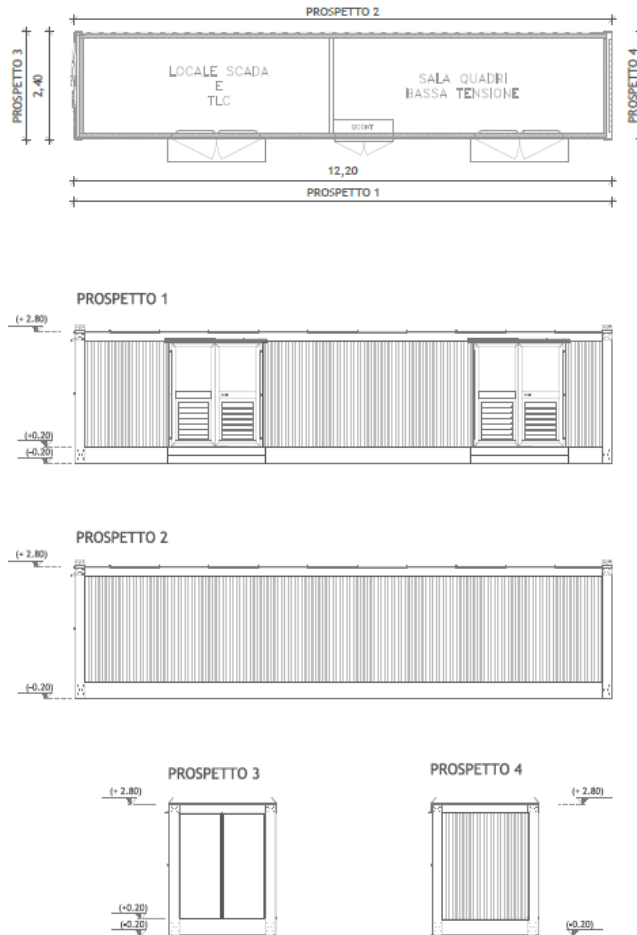 PROSPETTO 2
PROSPETTO 3
2,40
LOCALE SCADA
E
TLC
SALA QUADRI
BASSA TENSIONE
PROSPETTO 4
12,20
PROSPETTO 1
PROSPETTO 1
(+ 2.80)
(+0.20)
(-0.20)
PROSPETTO 2
(+ 2.80)
(-0.20)
PROSPETTO 3
PROSPETTO 4
(+ 2.80)
(+ 2.80)
(+0.20)
(-0.20)
(-0.20)